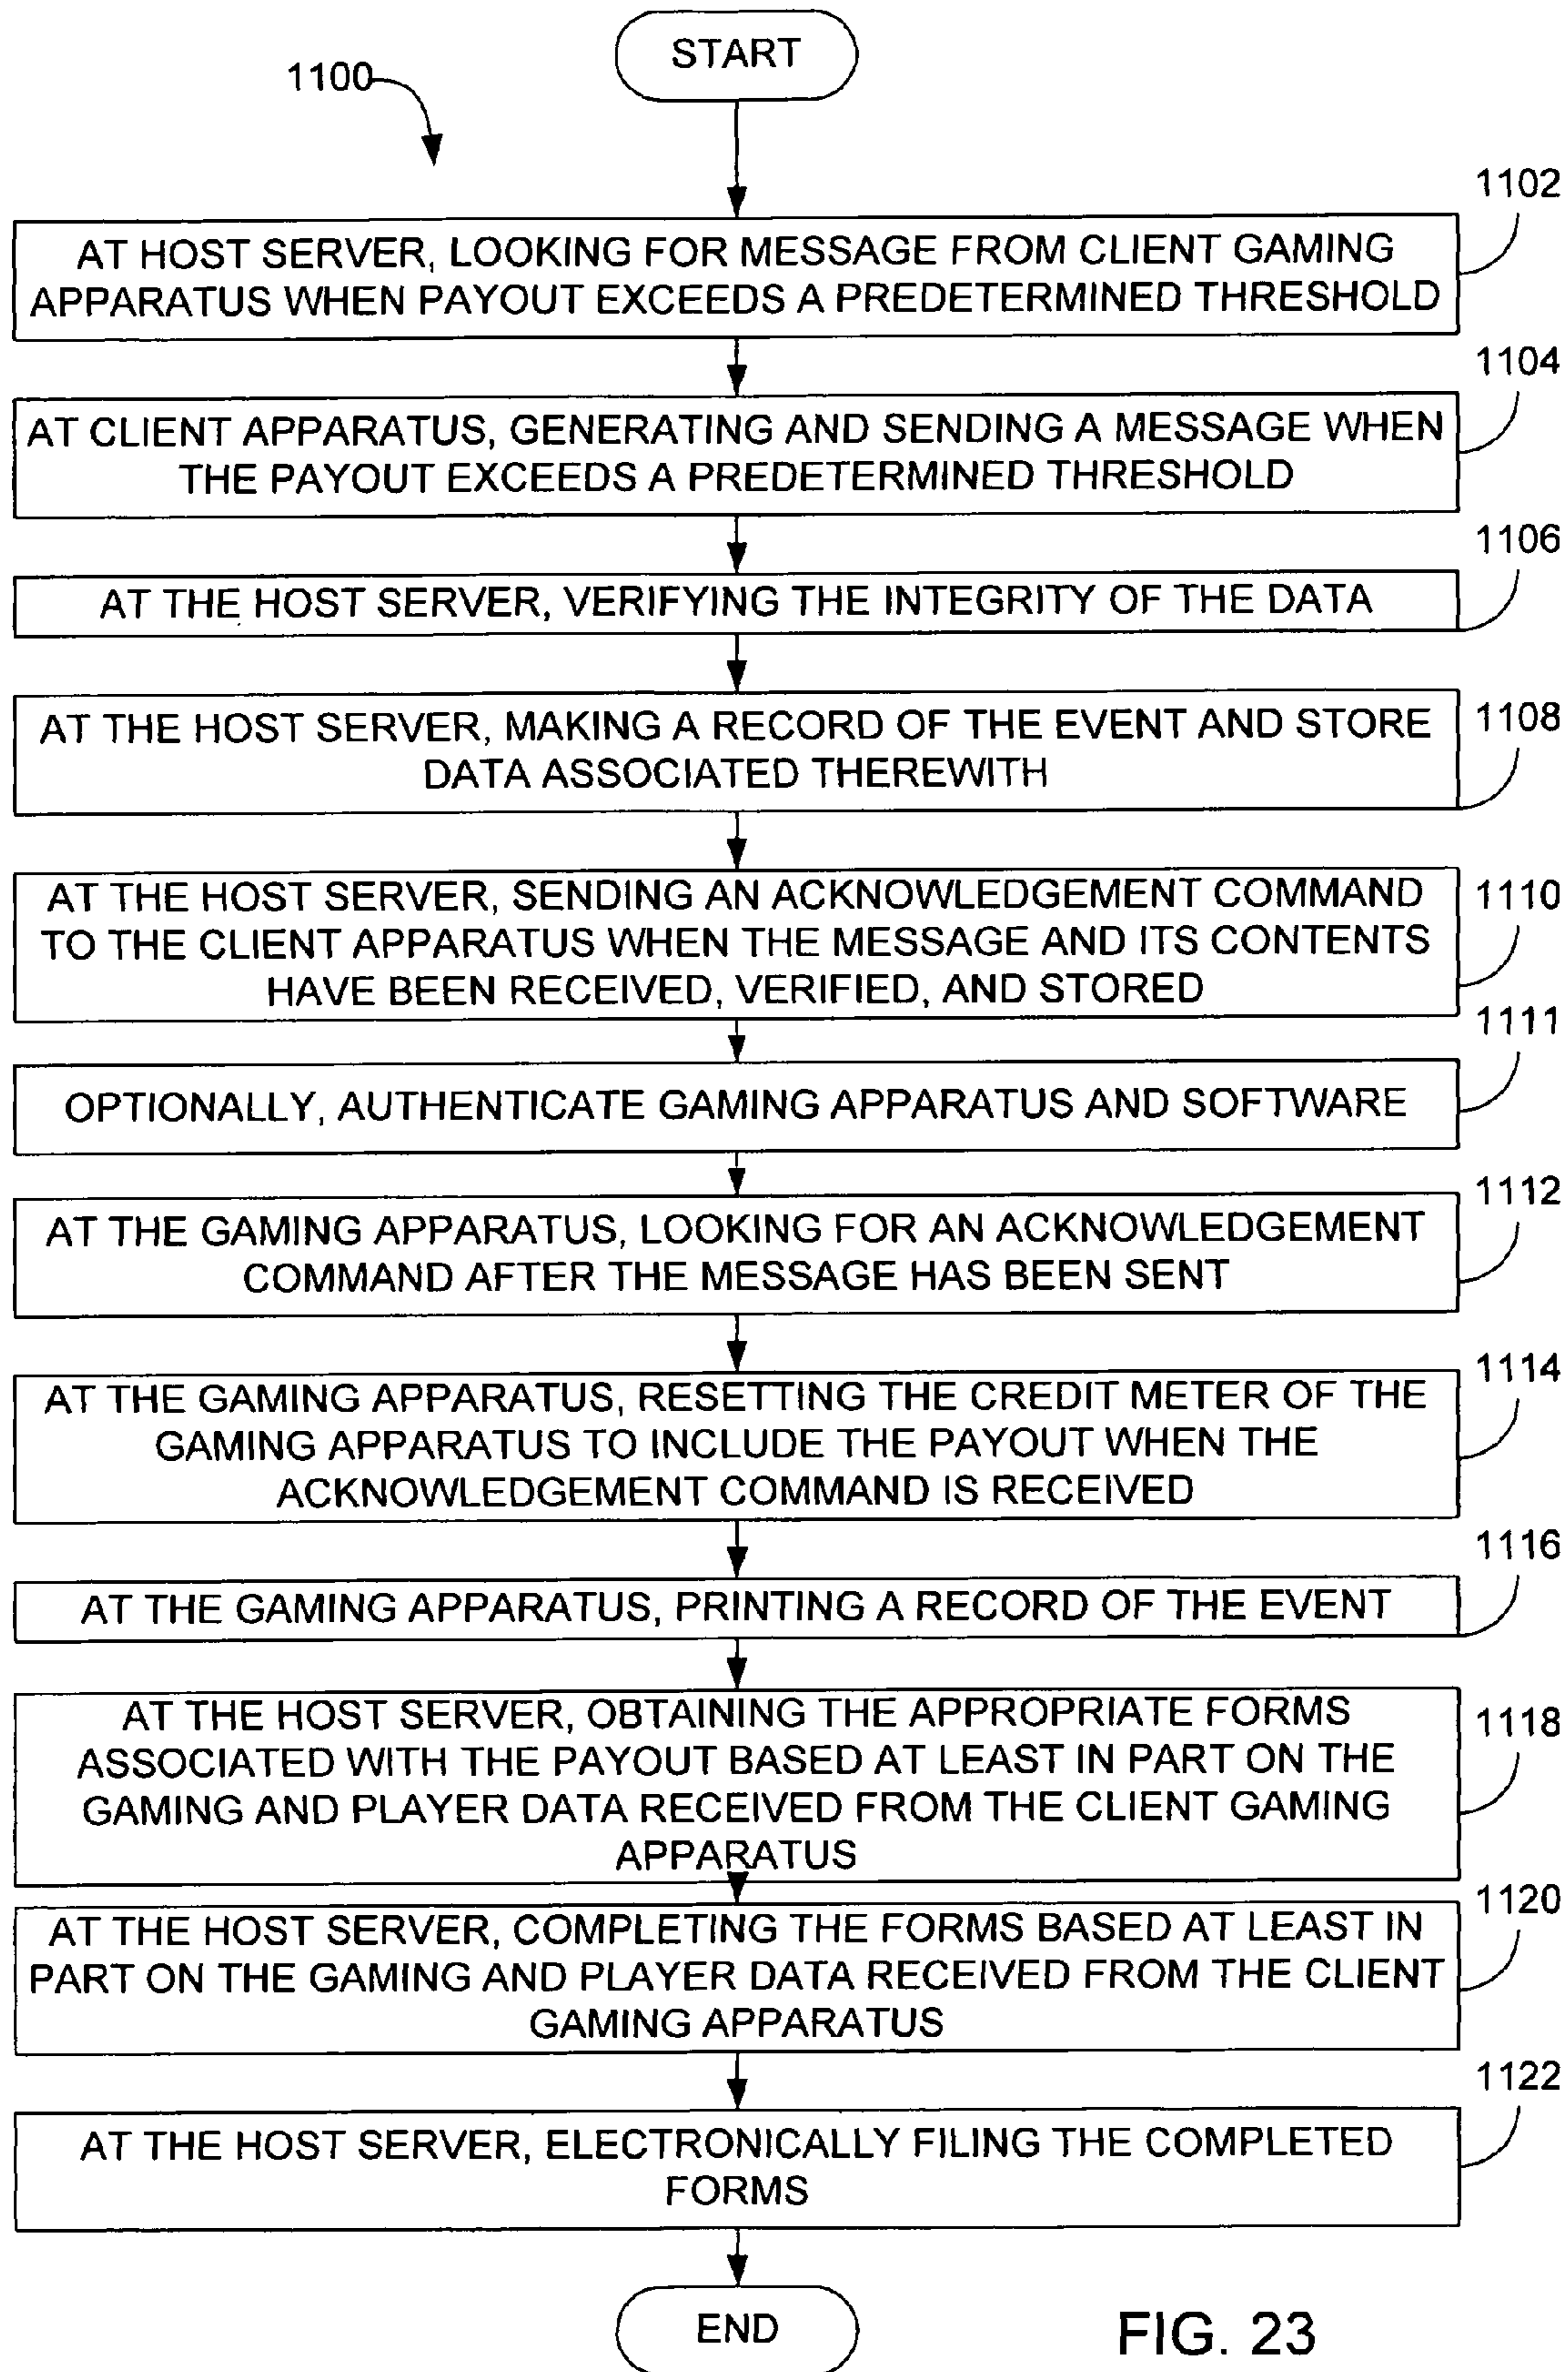 START
1100
1102
AT HOST SERVER, LOOKING FOR MESSAGE FROM CLIENT GAMING
APPARATUS WHEN PAYOUT EXCEEDS A PREDETERMINED THRESHOLD
1104
AT CLIENT APPARATUS, GENERATING AND SENDING A MESSAGE WHEN
THE PAYOUT EXCEEDS A PREDETERMINED THRESHOLD
1106
AT THE HOST SERVER, VERIFYING THE INTEGRITY OF THE DATA
1108
AT THE HOST SERVER, MAKING A RECORD OF THE EVENT AND STORE
DATA ASSOCIATED THEREWITH
1110
AT THE HOST SERVER, SENDING AN ACKNOWLEDGEMENT COMMAND
TO THE CLIENT APPARATUS WHEN THE MESSAGE AND ITS CONTENTS
HAVE BEEN RECEIVED, VERIFIED, AND STORED
1111
OPTIONALLY, AUTHENTICATE GAMING APPARATUS AND SOFTWARE
1112
AT THE GAMING APPARATUS, LOOKING FOR AN ACKNOWLEDGEMENT
COMMAND AFTER THE MESSAGE HAS BEEN SENT
1114
AT THE GAMING APPARATUS, RESETTING THE CREDIT METER OF THE
GAMING APPARATUS TO INCLUDE THE PAYOUT WHEN THE
ACKNOWLEDGEMENT COMMAND IS RECEIVED
1116
AT THE GAMING APPARATUS, PRINTING A RECORD OF THE EVENT
1118
AT THE HOST SERVER, OBTAINING THE APPROPRIATE FORMS
ASSOCIATED WITH THE PAYOUT BASED AT LEAST IN PART ON THE
GAMING AND PLAYER DATA RECEIVED FROM THE CLIENT GAMING
APPARATUS
1120
AT THE HOST SERVER, COMPLETING THE FORMS BASED AT LEAST IN
PART ON THE GAMING AND PLAYER DATA RECEIVED FROM THE CLIENT
GAMING APPARATUS
1122
AT THE HOST SERVER, ELECTRONICALLY FILING THE COMPLETED
FORMS
END
FIG. 23